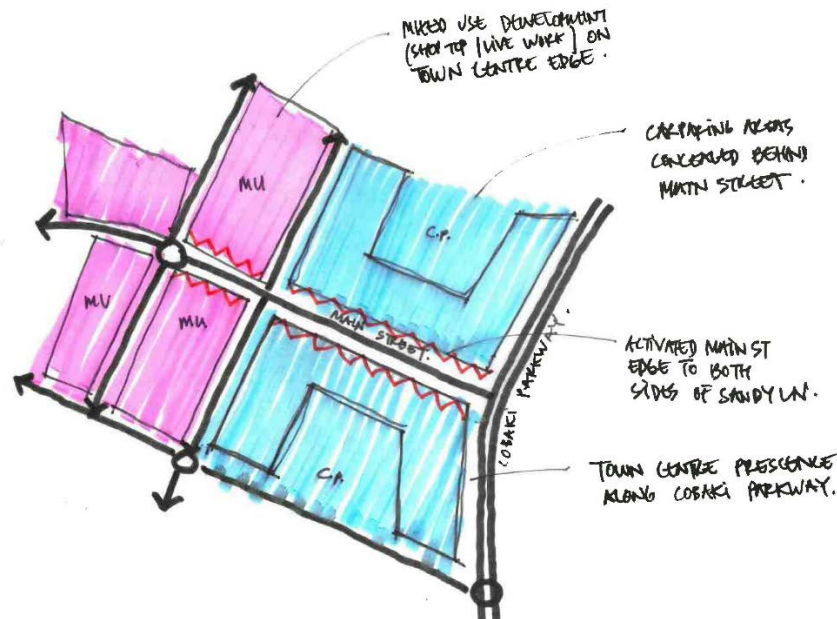 MIXED USE DEVELOPMENT
(SHOP TOP / LIVE WORK) ON
TOWN CENTRE EDGE.
CARPARKING AREAS
CONCEALED BEHIND
MAIN STREET.
MU
C.P.
MU
MU
MAIN STREET.
COBAKI PARKWAY.
ACTIVATED MAIN ST
EDGE TO BOTH
SIDES OF SANDY LN.
C.P.
TOWN CENTRE PRESCENCE
ALONG COBAKI PARKWAY.